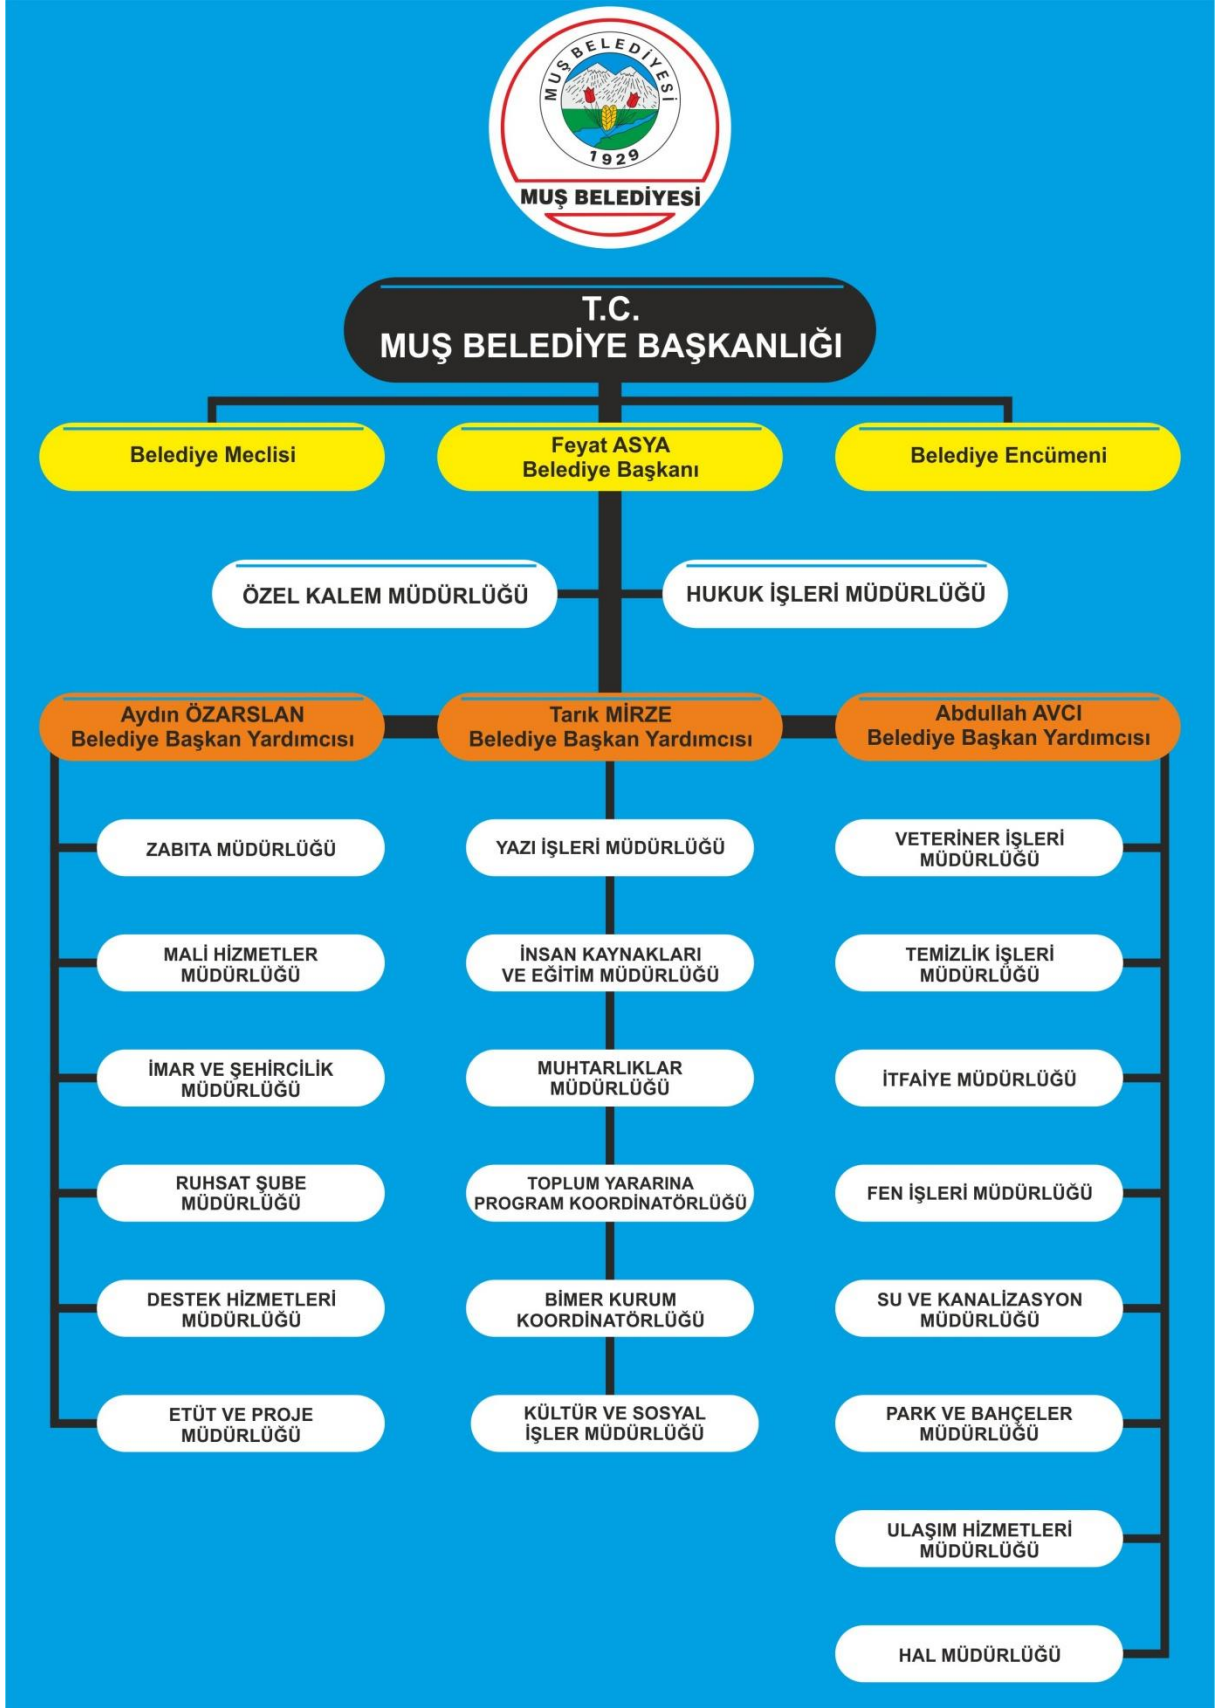 MUŞ BELEDİYESİ
1929
MUŞ BELEDİYESİ
T.C.
MUŞ BELEDİYE BAŞKANLIĞI
Belediye Meclisi
Feyat ASYA
Belediye Başkanı
Belediye Encümeni
ÖZEL KALEM MÜDÜRLÜĞÜ
HUKUK İŞLERİ MÜDÜRLÜĞÜ
Aydın ÖZARSLAN
Belediye Başkan Yardımcısı
Tarık MİRZE
Belediye Başkan Yardımcısı
Abdullah AVCI
Belediye Başkan Yardımcısı
ZABITA MÜDÜRLÜĞÜ
MALİ HİZMETLER
MÜDÜRLÜĞÜ
İMAR VE ŞEHİRCİLİK
MÜDÜRLÜĞÜ
RUHSAT ŞUBE
MÜDÜRLÜĞÜ
DESTEK HİZMETLERİ
MÜDÜRLÜĞÜ
ETÜT VE PROJE
MÜDÜRLÜĞÜ
YAZI İŞLERİ MÜDÜRLÜĞÜ
İNSAN KAYNAKLARI
VE EĞİTİM MÜDÜRLÜĞÜ
MUHTARLIKLAR
MÜDÜRLÜĞÜ
TOPLUM YARARINA
PROGRAM KOORDİNATÖRLÜĞÜ
BİMER KURUM
KOORDİNATÖRLÜĞÜ
KÜLTÜR VE SOSYAL
İŞLER MÜDÜRLÜĞÜ
VETERİNER İŞLERİ
MÜDÜRLÜĞÜ
TEMİZLİK İŞLERİ
MÜDÜRLÜĞÜ
İTFAİYE MÜDÜRLÜĞÜ
FEN İŞLERİ MÜDÜRLÜĞÜ
SU VE KANALİZASYON
MÜDÜRLÜĞÜ
PARK VE BAHÇELER
MÜDÜRLÜĞÜ
ULAŞIM HİZMETLERİ
MÜDÜRLÜĞÜ
HAL MÜDÜRLÜĞÜ